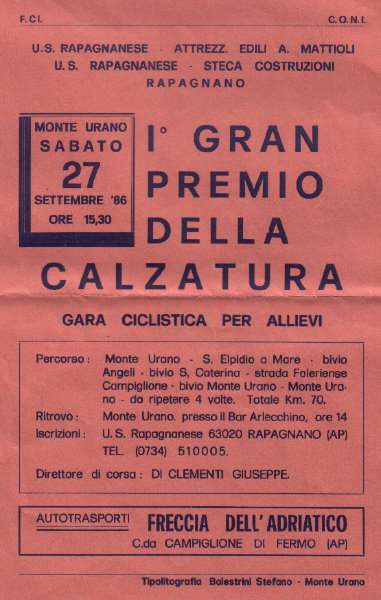 F.CI. C.O.N.I.
U.S. RAPAGNANESE - ATTREZZ. EDILI A. MATTIOLI
U.S. RAPAGNANESE - STECA COSTRUZIONI
RAPAGNANO
MONTE URANO
SABATO
27
SETTEMBRE '86
ORE 15,30
I° GRAN
PREMIO
DELLA
CALZATURA
GARA CICLISTICA PER ALLIEVI
Percorso: Monte Urano - S. Elpidio a Mare - bivio
Angeli - bivio S, Caterina - strada Faleriense
Campiglione - bivio Monte Urano - Monte Ura-
no - da ripetere 4 volte. Totale Km. 70.
Ritrovo: Monte Urano. presso il Bar Arlecchino, ore 14
Iscrizioni: U.S. Rapagnanese 63020 RAPAGNANO (AP)
TEL. (0734) 510005.
Direttore di corsa: DI CLEMENTI GIUSEPPE.
AUTOTRASPORTI FRECCIA DELL'ADRIATICO
C.da CAMPIGLIONE DI FERMO (AP)
Tipolitografia Balestrini Stefano - Monte Urano